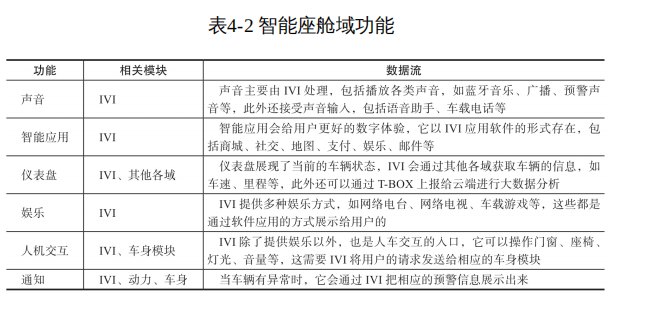 表4-2 智能座舱域功能
功能 相关模块 数据流
声音 IVI 声音主要由 IVI 处理，包括播放各类声音，如蓝牙音乐、广播、预警声
音等，此外还接受声音输入，包括语音助手、车载电话等
智能应用 IVI 智能应用会给用户更好的数字体验，它以 IVI 应用软件的形式存在，包
括商城、社交、地图、支付、娱乐、邮件等
仪表盘 IVI、其他各域 仪表盘展现了当前的车辆状态，IVI 会通过其他各域获取车辆的信息，如
车速、里程等，此外还可以通过 T-BOX 上报给云端进行大数据分析
娱乐 IVI IVI 提供多种娱乐方式，如网络电台、网络电视、车载游戏等，这些都是
通过软件应用的方式展示给用户的
人机交互 IVI、车身模块 IVI 除了提供娱乐以外，也是人车交互的入口，它可以操作门窗、座椅、
灯光、音量等，这需要 IVI 将用户的请求发送给相应的车身模块
通知 IVI、动力、车身 当车辆有异常时，它会通过 IVI 把相应的预警信息展示出来